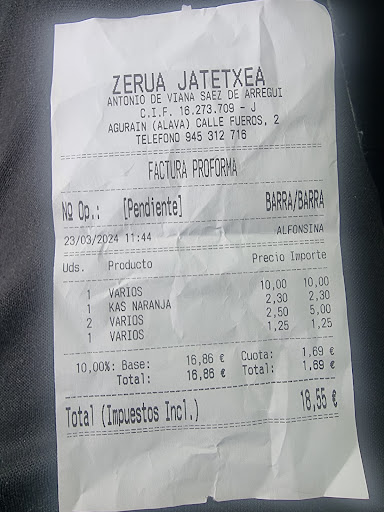 ZERUA JATETXEA
ANTONIO DE VIANA SAEZ DE ARREGUI
C.I.F. 16.273.709 - J
AGURAIN (ALAVA) CALLE FUEROS, 2
TELEFONO 945 312 716
FACTURA PROFORMA
Nº Op.: [Pendiente] BARRA/BARRA
23/03/2024 11:44 ALFONSINA
Uds. Producto Precio Importe
1 VARIOS 10,00 10,00
1 KAS NARANJA 2,30 2,30
2 VARIOS 2,50 5,00
1 VARIOS 1,25 1,25
10,00%: Base: 16,86 € Cuota: 1,69 €
Total: 16,86 € Total: 1,69 €
Total (Impuestos Incl.) 18,55 €